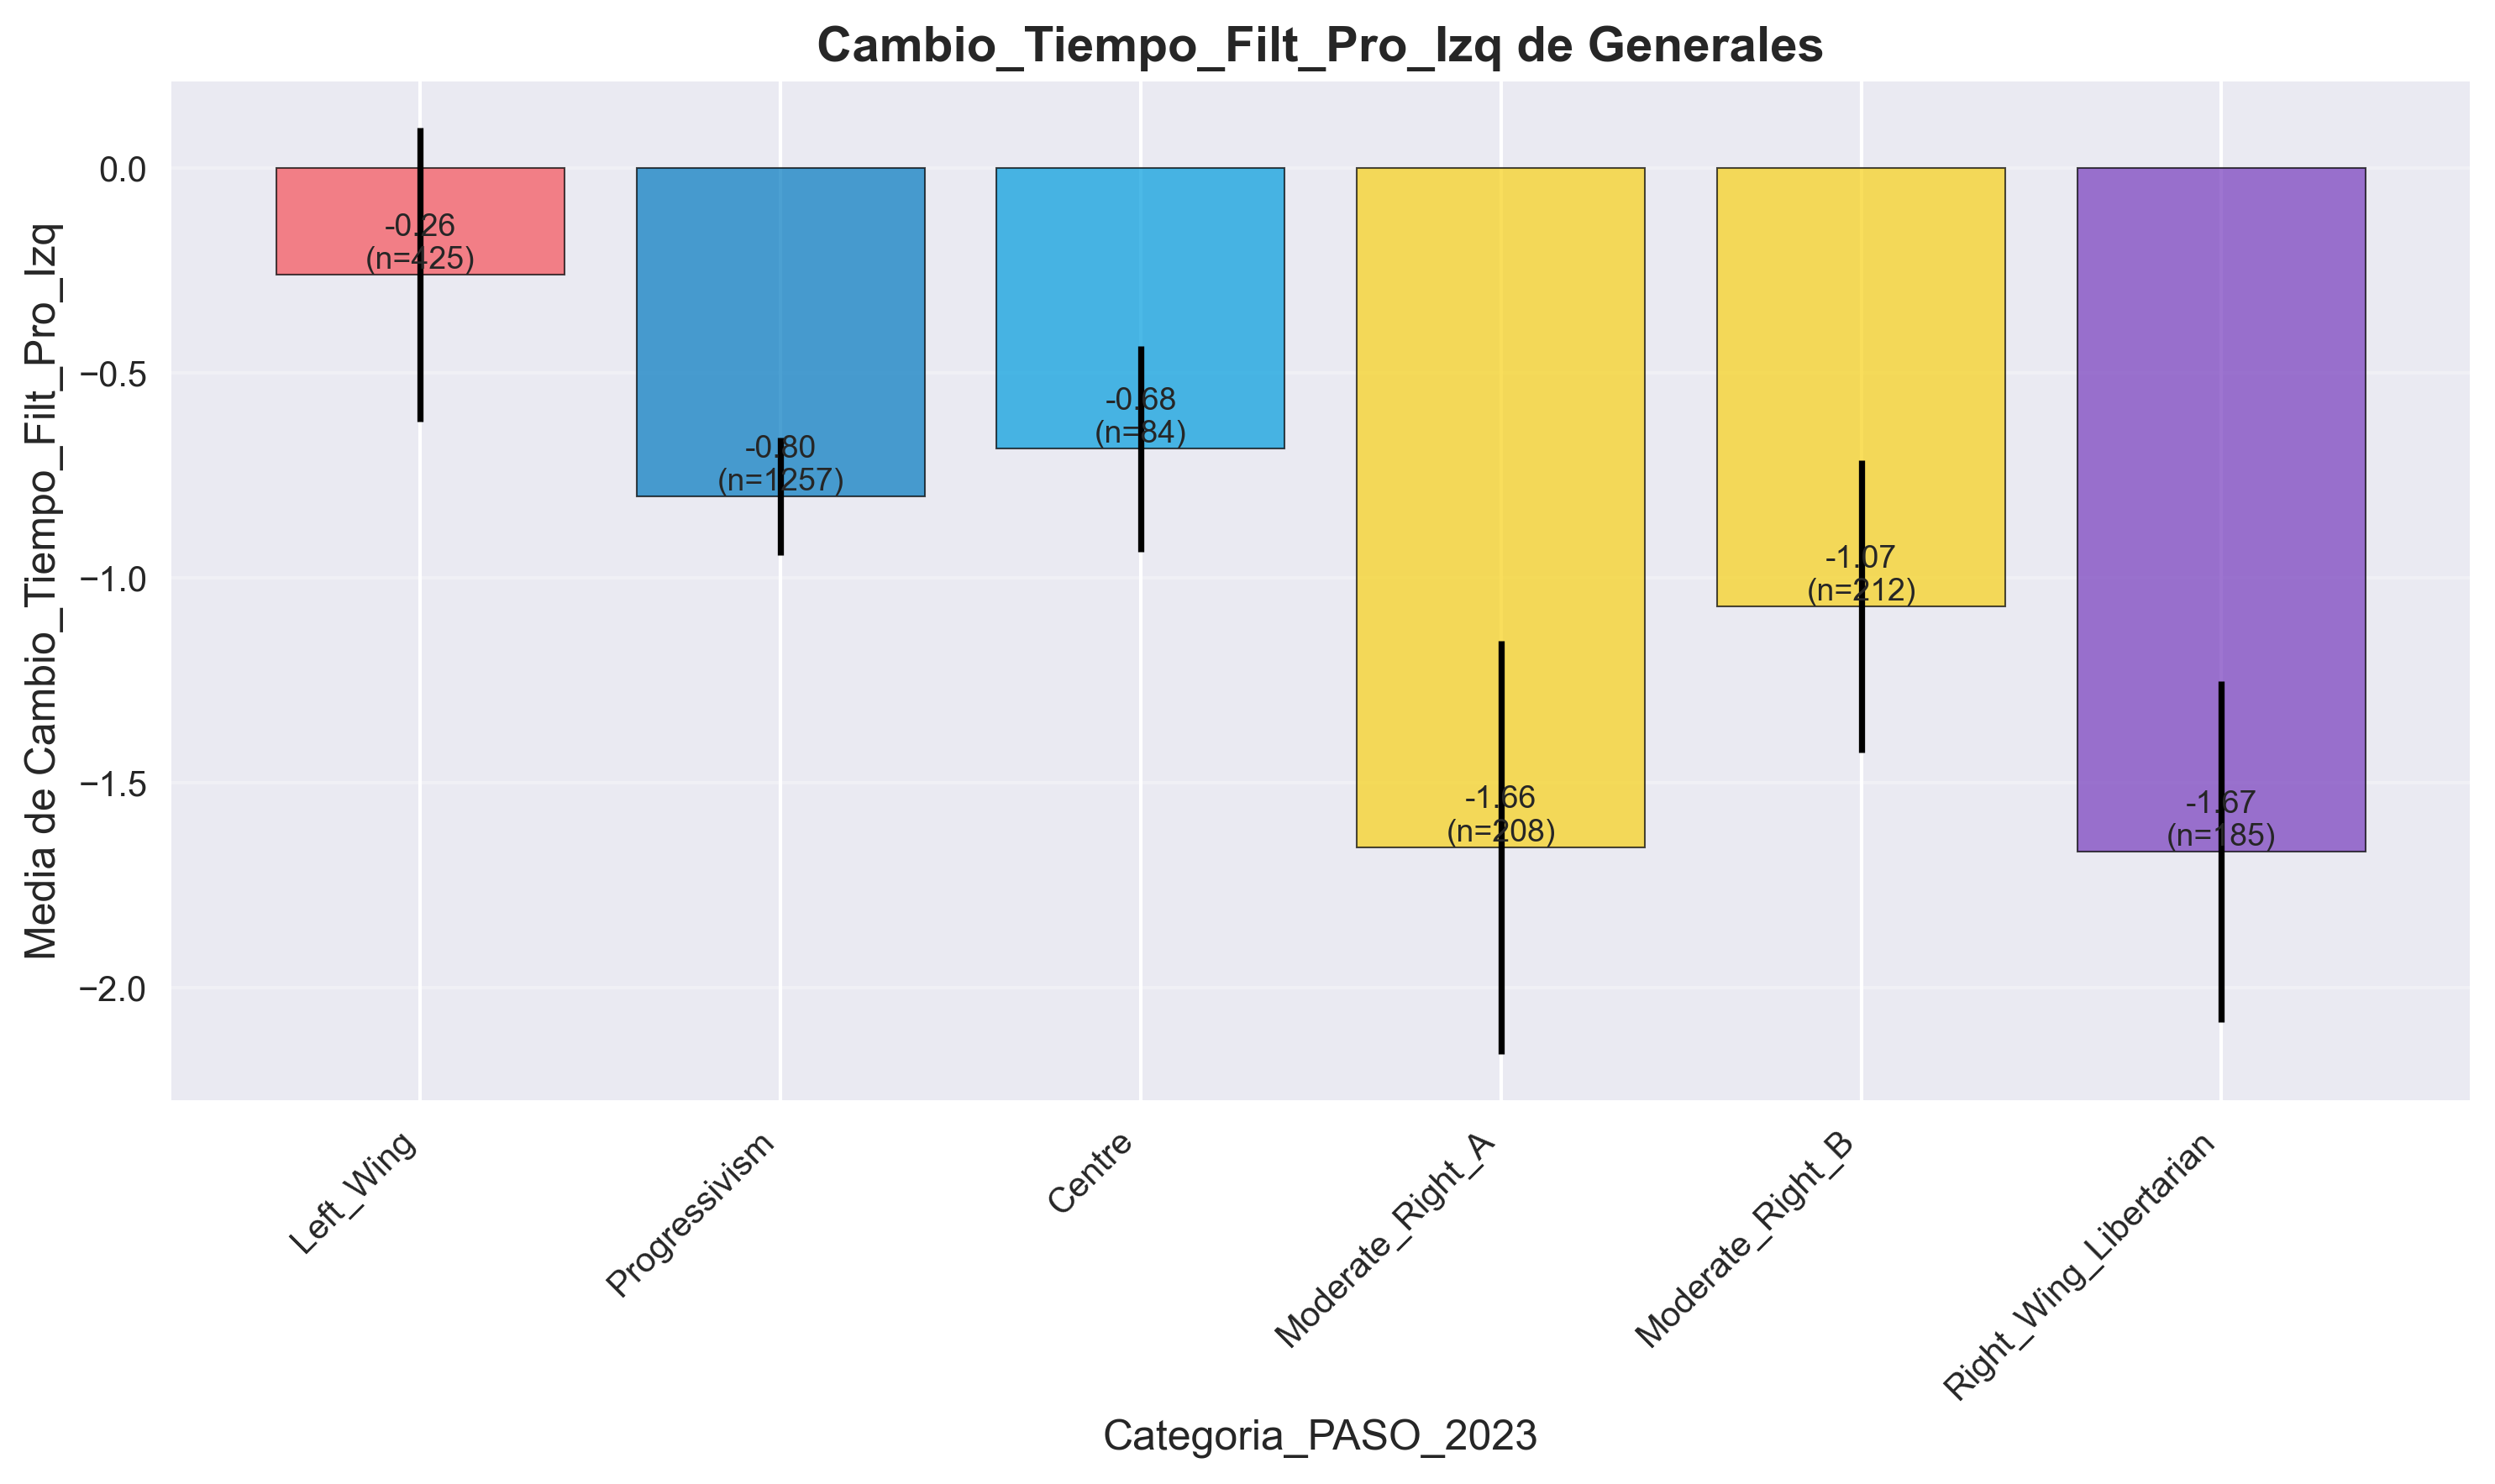 Cambio_Tiempo_Filt_Pro_Izq de Generales
Media de Cambio_Tiempo_Filt_Pro_Izq
0.0
−0.5
−1.0
−1.5
−2.0
-0.26
(n=425)
-0.80
(n=1257)
-0.68
(n=84)
-1.66
(n=208)
-1.07
(n=212)
-1.67
(n=185)
Left_Wing
Progressivism
Centre
Moderate_Right_A
Moderate_Right_B
Right_Wing_Libertarian
Categoria_PASO_2023